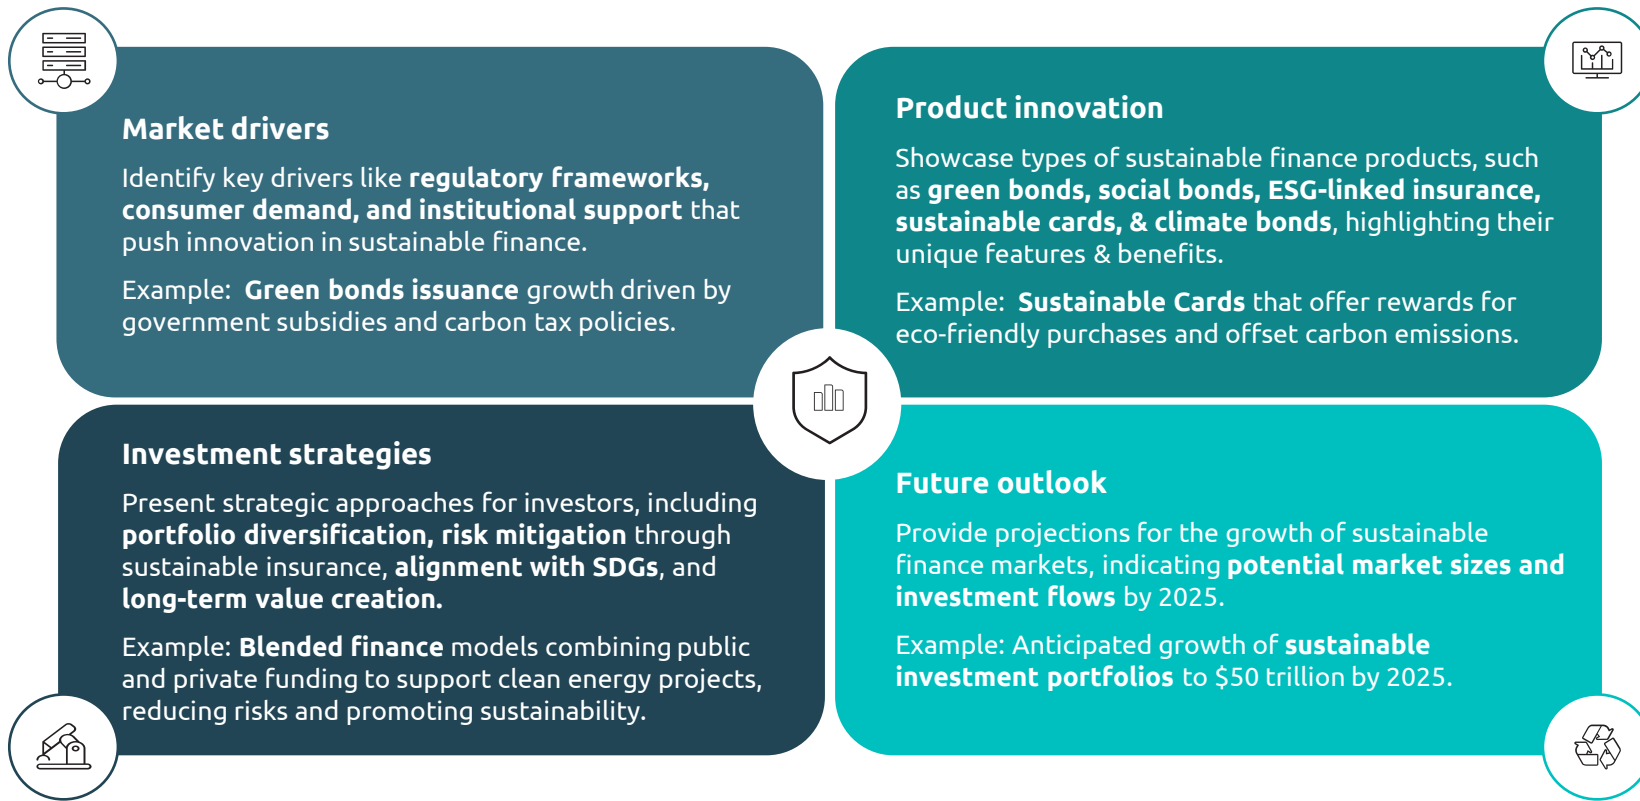 Market drivers
Identify key drivers like regulatory frameworks,
consumer demand, and institutional support that
push innovation in sustainable finance.
Example: Green bonds issuance growth driven by
government subsidies and carbon tax policies.
Product innovation
Showcase types of sustainable finance products, such
as green bonds, social bonds, ESG-linked insurance,
sustainable cards, & climate bonds, highlighting their
unique features & benefits.
Example: Sustainable Cards that offer rewards for
eco-friendly purchases and offset carbon emissions.
Investment strategies
Present strategic approaches for investors, including
portfolio diversification, risk mitigation through
sustainable insurance, alignment with SDGs, and
long-term value creation.
Example: Blended finance models combining public
and private funding to support clean energy projects,
reducing risks and promoting sustainability.
Future outlook
Provide projections for the growth of sustainable
finance markets, indicating potential market sizes and
investment flows by 2025.
Example: Anticipated growth of sustainable
investment portfolios to $50 trillion by 2025.